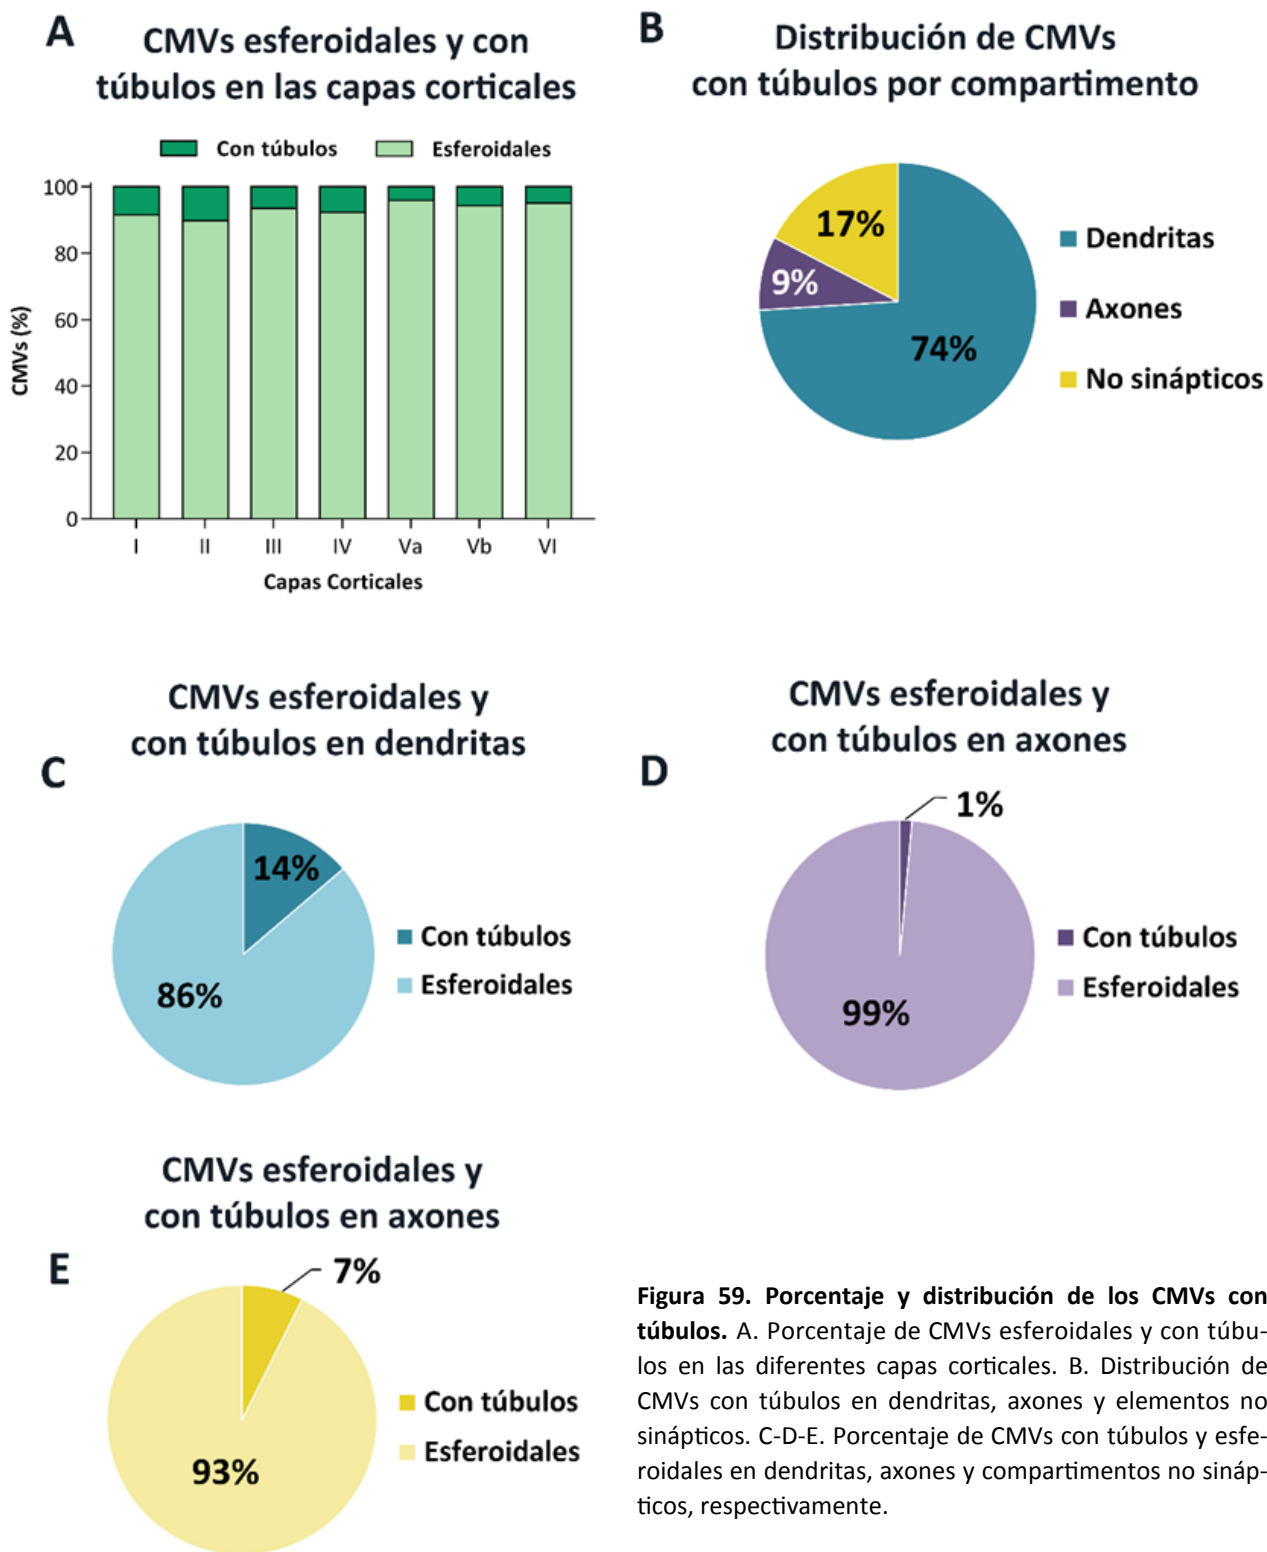 A
CMVs esferoidales y con
túbulos en las capas corticales
Con túbulos
Esferoidales
CMVs (%)
100
80
60
40
20
0
I
II
III
IV
Va
Vb
VI
Capas Corticales
B
Distribución de CMVs
con túbulos por compartimento
17%
9%
74%
Dendritas
Axones
No sinápticos
C
CMVs esferoidales y
con túbulos en dendritas
14%
86%
Con túbulos
Esferoidales
D
CMVs esferoidales y
con túbulos en axones
1%
99%
Con túbulos
Esferoidales
E
CMVs esferoidales y
con túbulos en axones
7%
93%
Con túbulos
Esferoidales
Figura 59. Porcentaje y distribución de los CMVs con
túbulos. A. Porcentaje de CMVs esferoidales y con túbu-
los en las diferentes capas corticales. B. Distribución de
CMVs con túbulos en dendritas, axones y elementos no
sinápticos. C-D-E. Porcentaje de CMVs con túbulos y esfe-
roidales en dendritas, axones y compartimentos no sináp-
ticos, respectivamente.